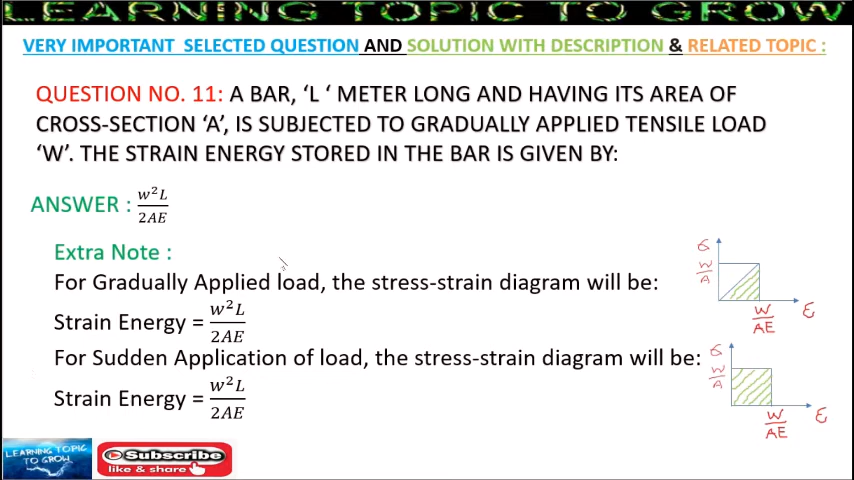 LEARNING TOPIC TO GROW
VERY IMPORTANT SELECTED QUESTION AND SOLUTION WITH DESCRIPTION & RELATED TOPIC :
QUESTION NO. 11: A BAR, ‘L ‘ METER LONG AND HAVING ITS AREA OF
CROSS-SECTION ‘A’, IS SUBJECTED TO GRADUALLY APPLIED TENSILE LOAD
‘W’. THE STRAIN ENERGY STORED IN THE BAR IS GIVEN BY:
ANSWER : w²L/2AE
Extra Note :
For Gradually Applied load, the stress-strain diagram will be:
Strain Energy = w²L/2AE
σ
W/A
W/AE
ε
For Sudden Application of load, the stress-strain diagram will be:
Strain Energy = w²L/2AE
σ
W/A
W/AE
ε
LEARNING TOPIC
TO GROW
Subscribe
like & share